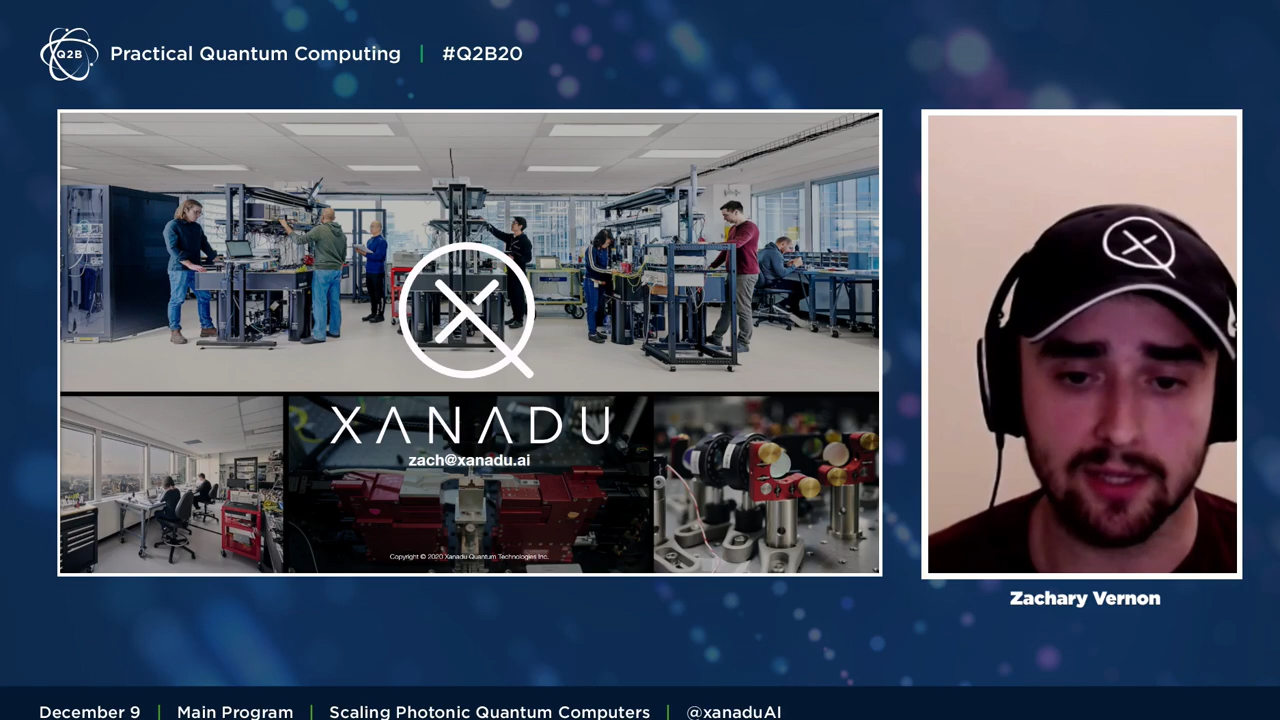 Q2B Practical Quantum Computing | #Q2B20
XANADU
zach@xanadu.ai
Copyright © 2020 Xanadu Quantum Technologies Inc.
Zachary Vernon
December 9 | Main Program | Scaling Photonic Quantum Computers | @xanaduAI